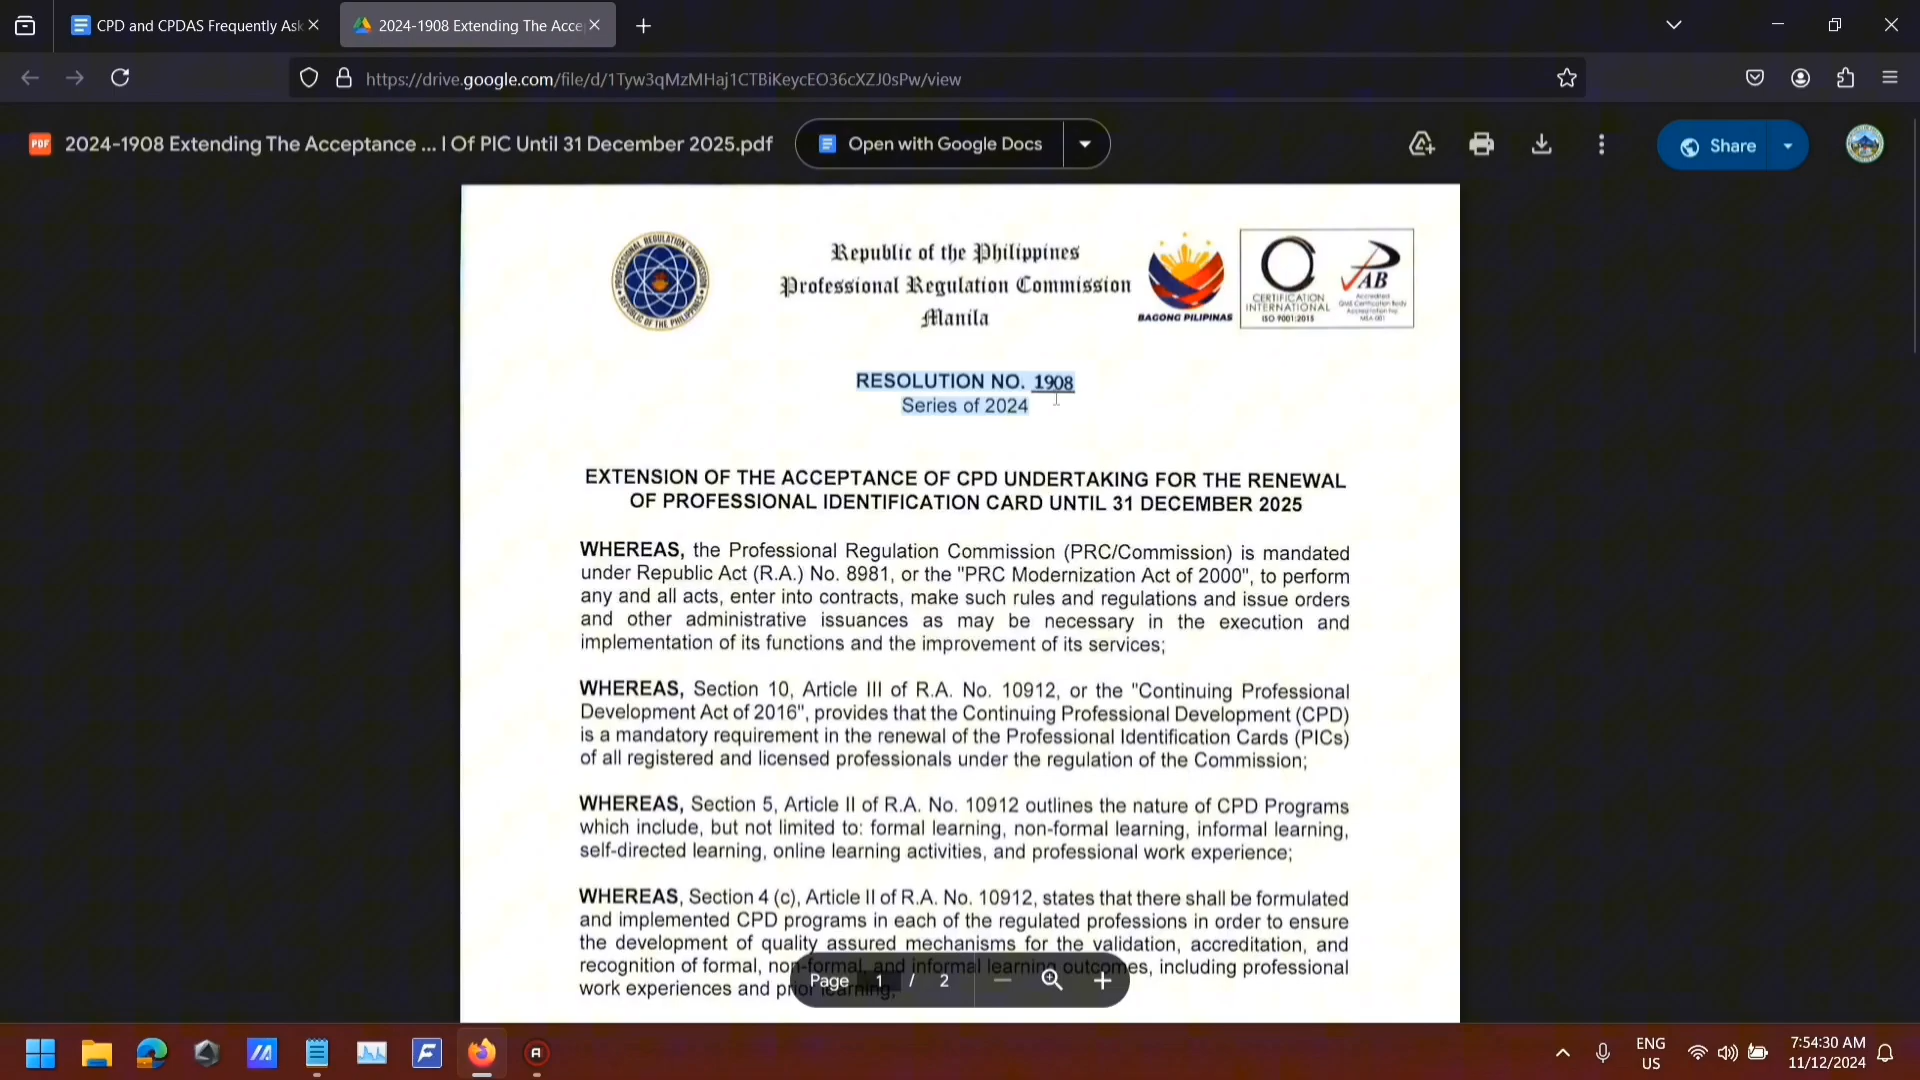 CPD and CPDAS Frequently Ask
2024-1908 Extending The Acce
https://drive.google.com/file/d/1Tyw3qMzMHaj1CTBiKeycEO36cXZJ0sPw/view
PDF
2024-1908 Extending The Acceptance ... l Of PIC Until 31 December 2025.pdf
Open with Google Docs
Share
PROFESSIONAL REGULATION COMMISSION
REPUBLIC OF THE PHILIPPINES
Republic of the Philippines
Professional Regulation Commission
Manila
BAGONG PILIPINAS
CERTIFICATION
INTERNATIONAL
ISO 9001:2015
PAB
RESOLUTION NO. 1908
Series of 2024
EXTENSION OF THE ACCEPTANCE OF CPD UNDERTAKING FOR THE RENEWAL
OF PROFESSIONAL IDENTIFICATION CARD UNTIL 31 DECEMBER 2025
WHEREAS, the Professional Regulation Commission (PRC/Commission) is mandated
under Republic Act (R.A.) No. 8981, or the "PRC Modernization Act of 2000", to perform
any and all acts, enter into contracts, make such rules and regulations and issue orders
and other administrative issuances as may be necessary in the execution and
implementation of its functions and the improvement of its services;
WHEREAS, Section 10, Article III of R.A. No. 10912, or the "Continuing Professional
Development Act of 2016", provides that the Continuing Professional Development (CPD)
is a mandatory requirement in the renewal of the Professional Identification Cards (PICs)
of all registered and licensed professionals under the regulation of the Commission;
WHEREAS, Section 5, Article II of R.A. No. 10912 outlines the nature of CPD Programs
which include, but not limited to: formal learning, non-formal learning, informal learning,
self-directed learning, online learning activities, and professional work experience;
WHEREAS, Section 4 (c), Article II of R.A. No. 10912, states that there shall be formulated
and implemented CPD programs in each of the regulated professions in order to ensure
the development of quality assured mechanisms for the validation, accreditation, and
recognition of formal, non-formal, and informal learning outcomes, including professional
work experiences and prior learning;
Page 1 / 2
ENG
US
7:54:30 AM
11/12/2024